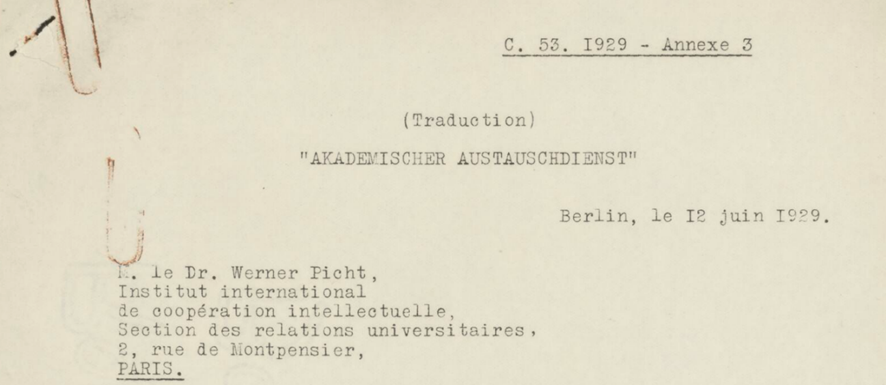 C. 53. I929 - Annexe 3
(Traduction)
"AKADEMISCHER AUSTAUSCHDIENST"
Berlin, le I2 juin I929.
M. le Dr. Werner Picht,
Institut international
de coopération intellectuelle,
Section des relations universitaires,
2, rue de Montpensier,
PARIS.